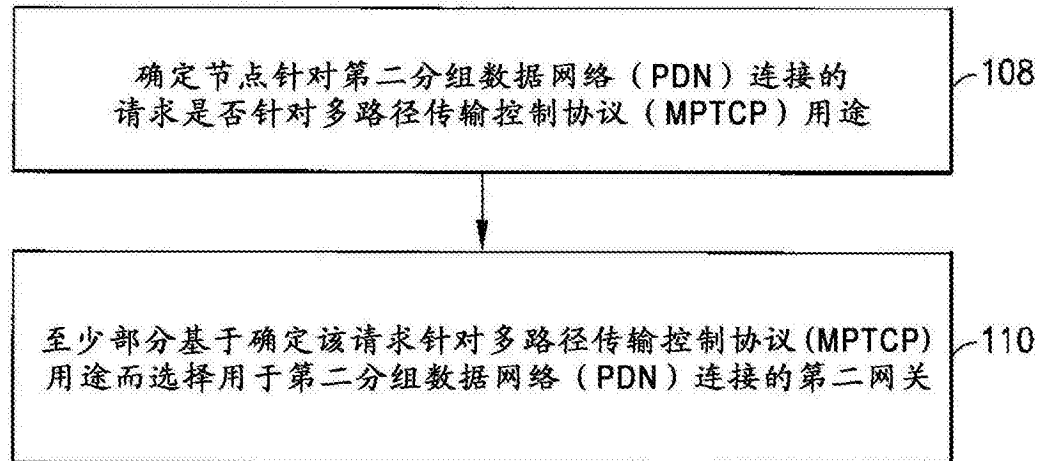 确定节点针对第二分组数据网络（PDN）连接的
请求是否针对多路径传输控制协议（MPTCP）用途
108
至少部分基于确定该请求针对多路径传输控制协议(MPTCP)
用途而选择用于第二分组数据网络（PDN）连接的第二网关
110